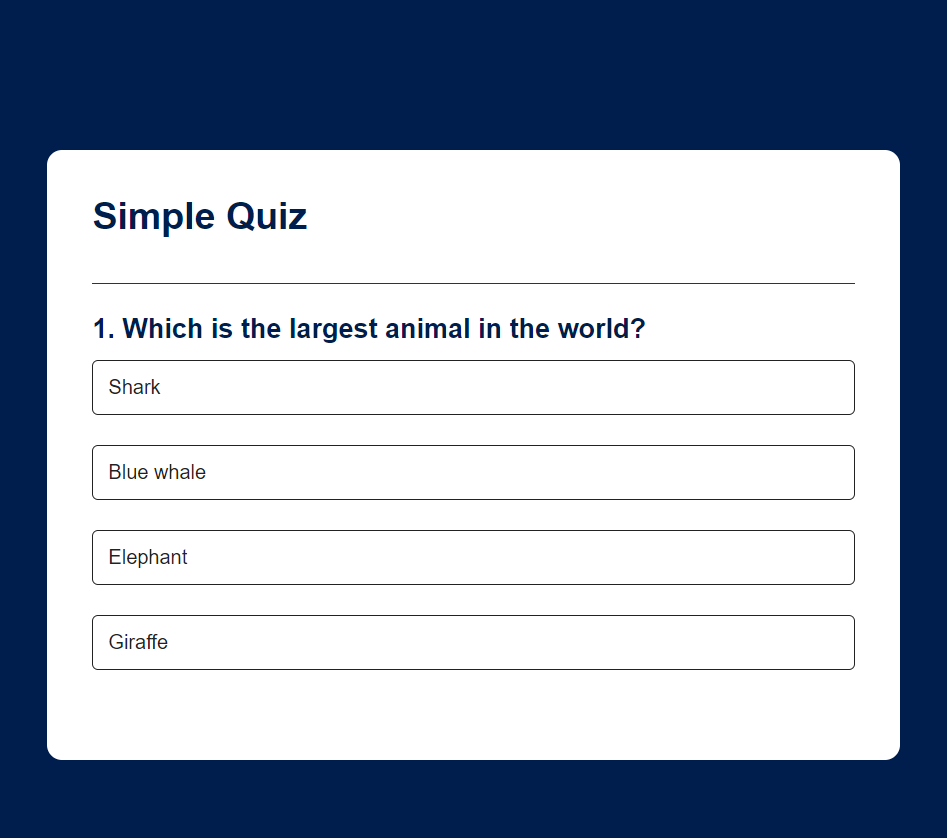 Simple Quiz
1. Which is the largest animal in the world?
Shark
Blue whale
Elephant
Giraffe